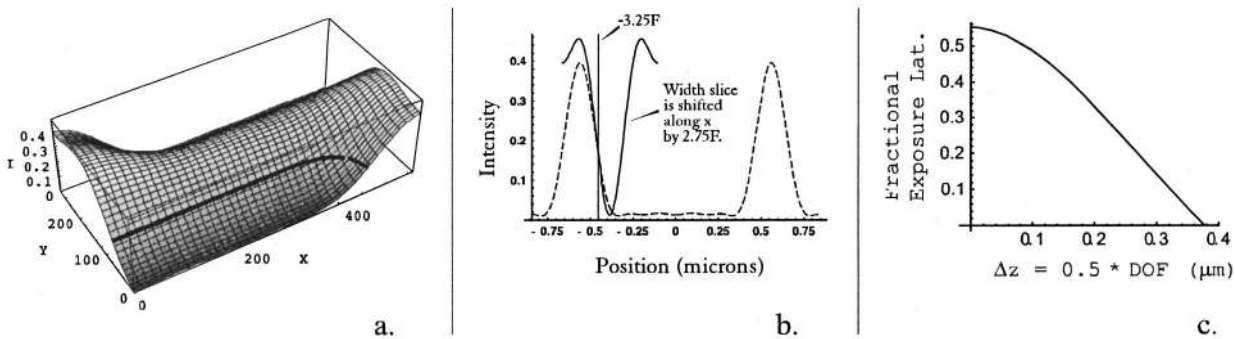 0.4
0.3
I 0.2
0.1
0
200
Y 100
0 0
200 X
400
a.
-3.25F
0.4
Width slice
is shifted
along x
by 2.75F.
0.3
0.2
0.1
Intensity
- 0.75 - 0.5 - 0.25 0 0.25 0.5 0.75
Position (microns)
b.
Fractional
Exposure Lat.
0.5
0.4
0.3
0.2
0.1
0.1 0.2 0.3 0.4
Δz = 0.5 * DOF (μm)
c.